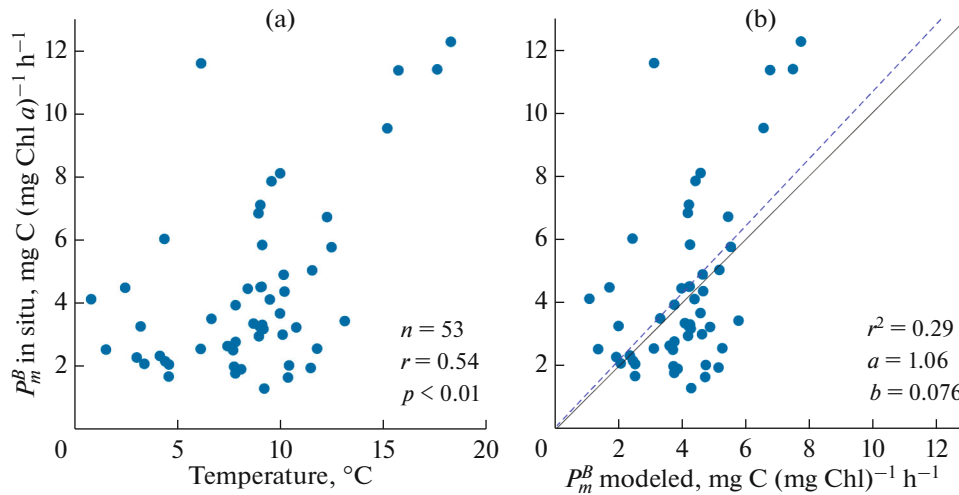 (a)
12
10
8
6
4
2
0
5
10
15
20
P_m^B in situ, mg C (mg Chl a)⁻¹ h⁻¹
Temperature, °C
n = 53
r = 0.54
p < 0.01
(b)
12
10
8
6
4
2
0
2
4
6
8
10
12
P_m^B modeled, mg C (mg Chl)⁻¹ h⁻¹
r² = 0.29
a = 1.06
b = 0.076